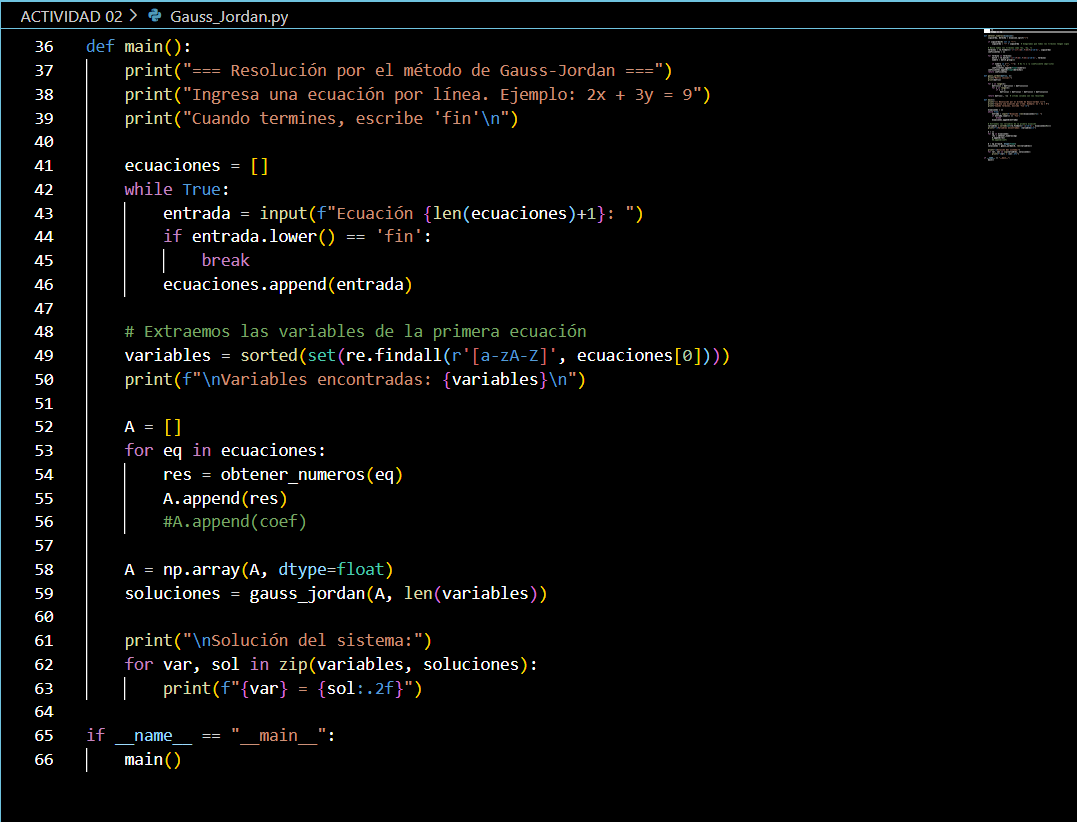 ACTIVIDAD 02 > Gauss_Jordan.py
36 def main():
37     print("=== Resolución por el método de Gauss-Jordan ===")
38     print("Ingresa una ecuación por línea. Ejemplo: 2x + 3y = 9")
39     print("Cuando termines, escribe 'fin'\n")
40
41     ecuaciones = []
42     while True:
43         entrada = input(f"Ecuación {len(ecuaciones)+1}: ")
44         if entrada.lower() == 'fin':
45             break
46         ecuaciones.append(entrada)
47
48     # Extraemos las variables de la primera ecuación
49     variables = sorted(set(re.findall(r'[a-zA-Z]', ecuaciones[0])))
50     print(f"\nVariables encontradas: {variables}\n")
51
52     A = []
53     for eq in ecuaciones:
54         res = obtener_numeros(eq)
55         A.append(res)
56         #A.append(coef)
57
58     A = np.array(A, dtype=float)
59     soluciones = gauss_jordan(A, len(variables))
60
61     print("\nSolución del sistema:")
62     for var, sol in zip(variables, soluciones):
63         print(f"{var} = {sol:.2f}")
64
65 if __name__ == "__main__":
66     main()